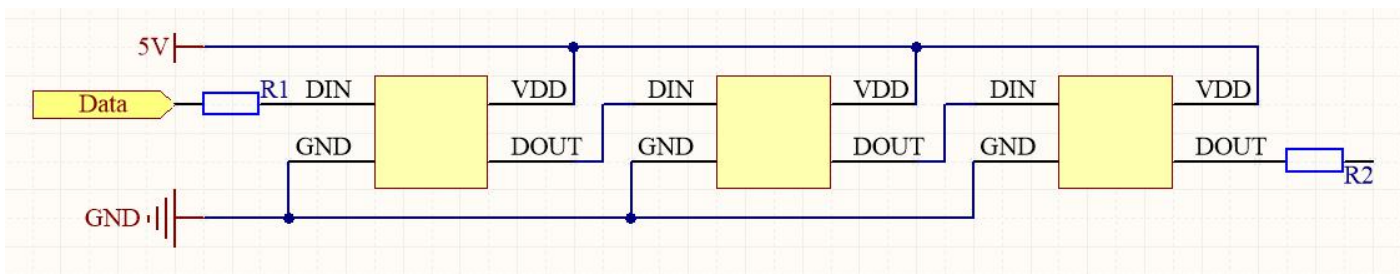 5V
Data
R1
DIN
VDD
DIN
VDD
DIN
VDD
GND
DOUT
GND
DOUT
GND
DOUT
R2
GND